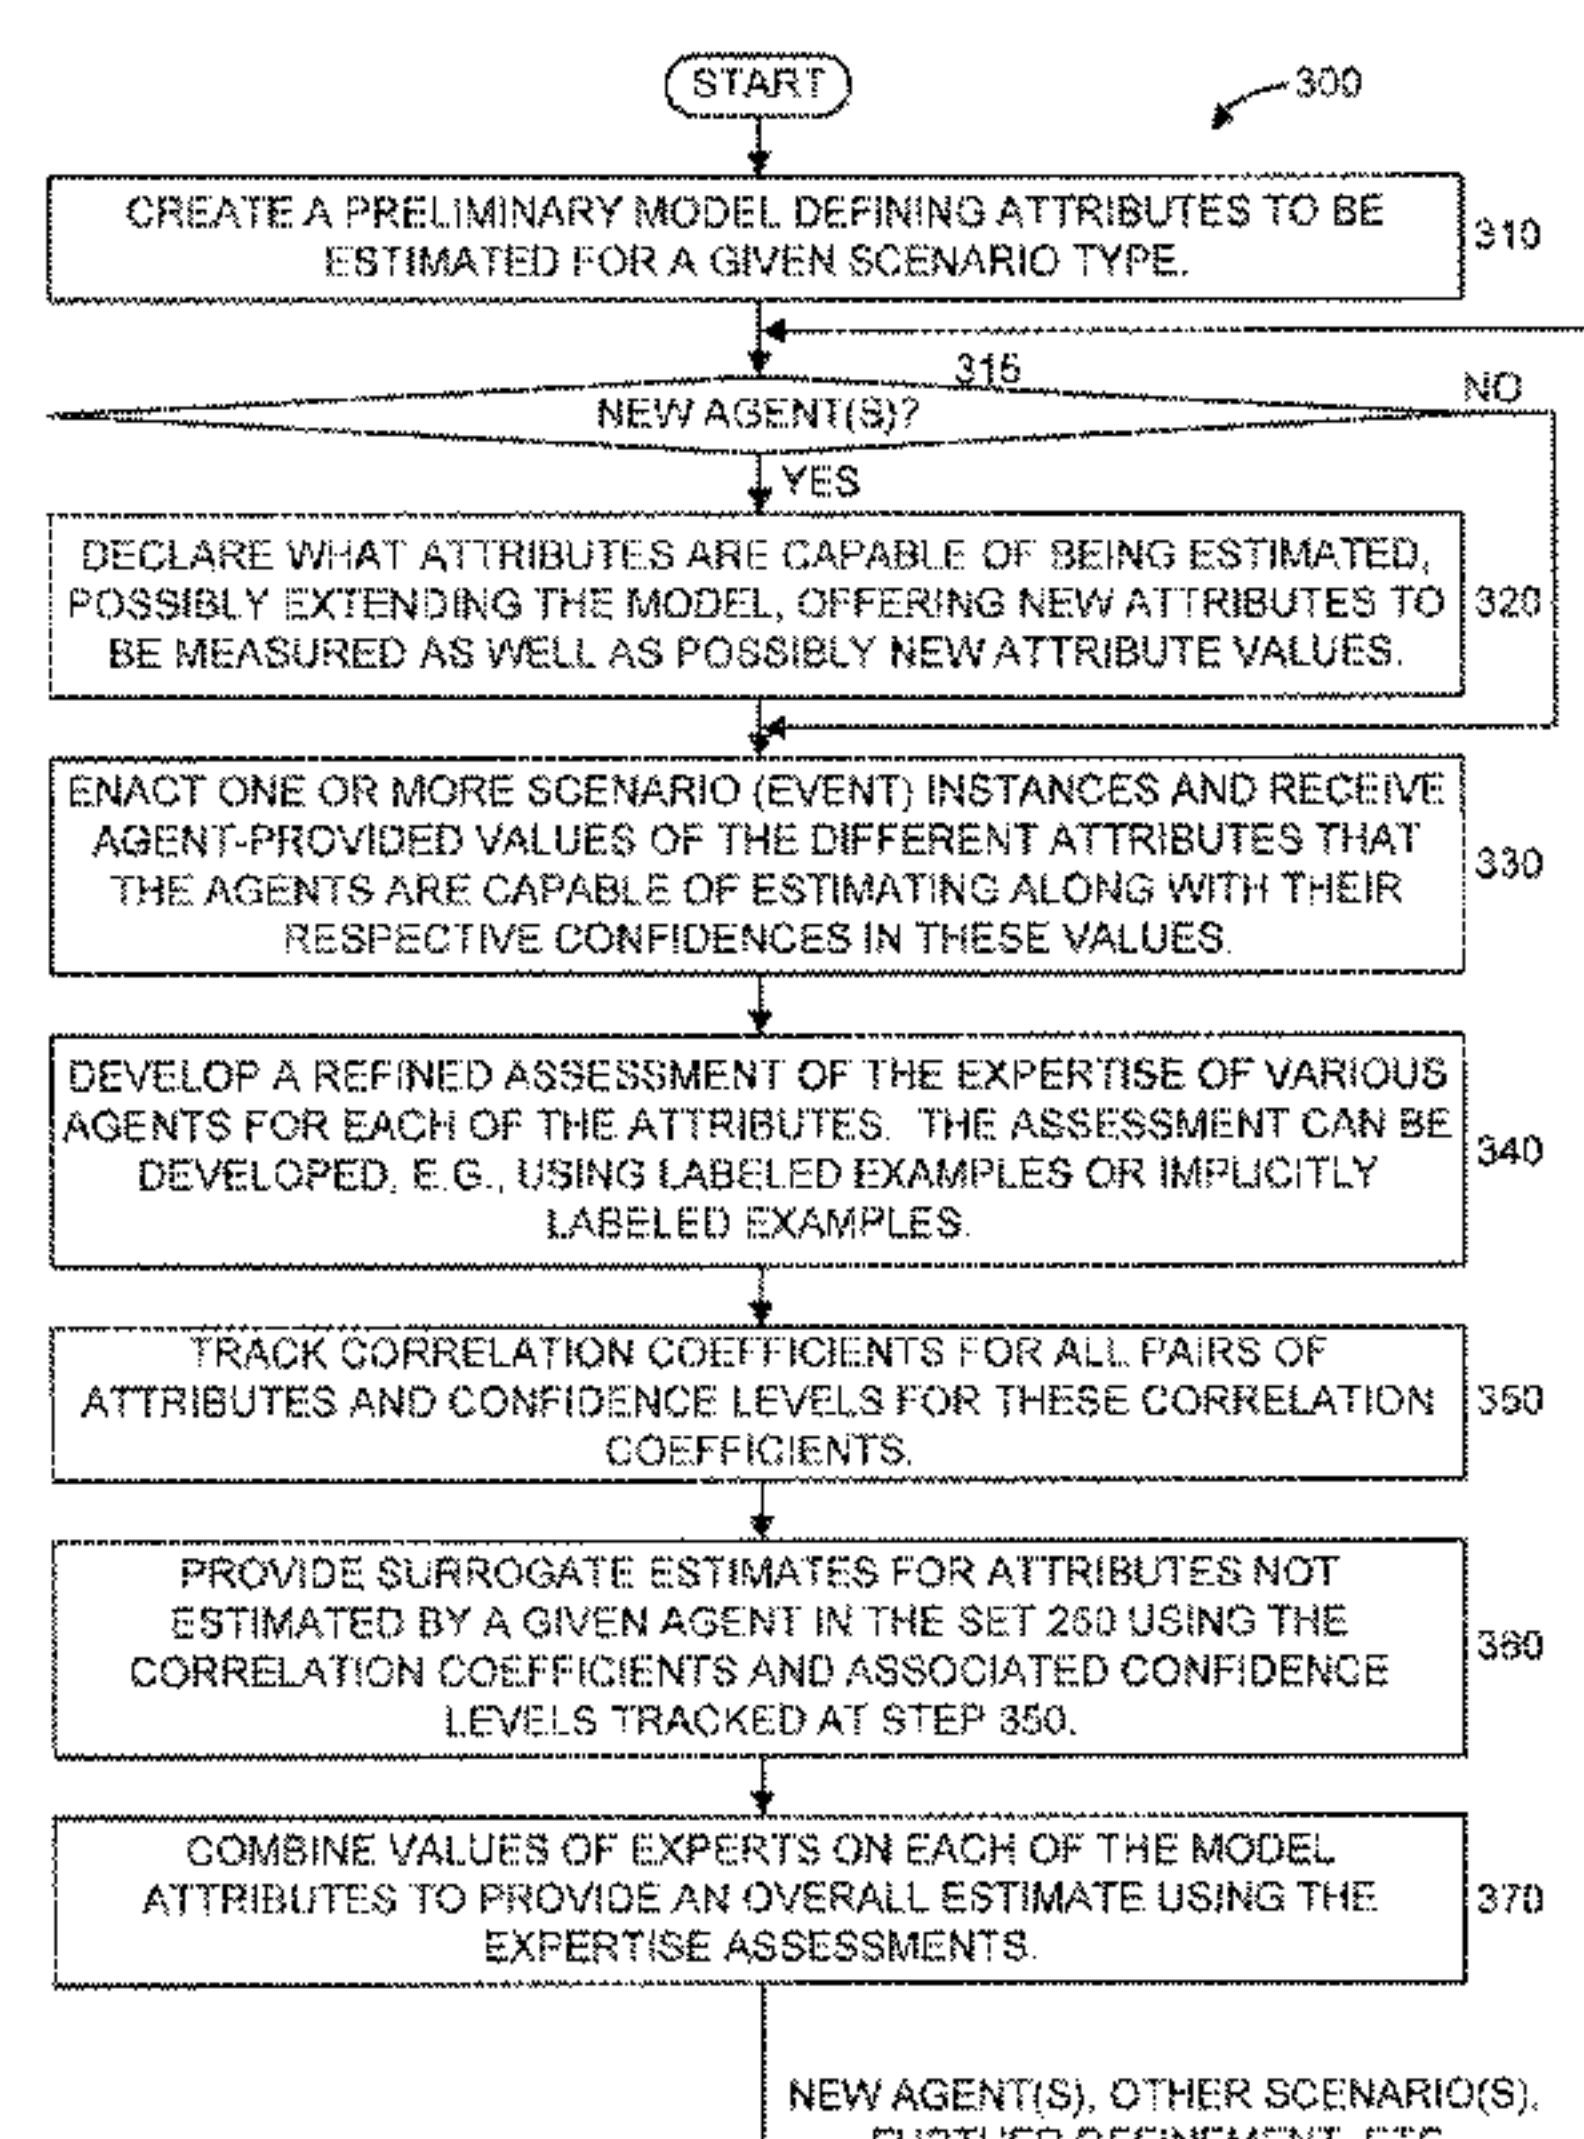 START
300
CREATE A PRELIMINARY MODEL DEFINING ATTRIBUTES TO BE
ESTIMATED FOR A GIVEN SCENARIO TYPE.
310
315
NEW AGENT(S)?
NO
YES
DECLARE WHAT ATTRIBUTES ARE CAPABLE OF BEING ESTIMATED,
POSSIBLY EXTENDING THE MODEL, OFFERING NEW ATTRIBUTES TO
BE MEASURED AS WELL AS POSSIBLY NEW ATTRIBUTE VALUES.
320
ENACT ONE OR MORE SCENARIO (EVENT) INSTANCES AND RECEIVE
AGENT-PROVIDED VALUES OF THE DIFFERENT ATTRIBUTES THAT
THE AGENTS ARE CAPABLE OF ESTIMATING ALONG WITH THEIR
RESPECTIVE CONFIDENCES IN THESE VALUES.
330
DEVELOP A REFINED ASSESSMENT OF THE EXPERTISE OF VARIOUS
AGENTS FOR EACH OF THE ATTRIBUTES. THE ASSESSMENT CAN BE
DEVELOPED, E.G., USING LABELED EXAMPLES OR IMPLICITLY
LABELED EXAMPLES.
340
TRACK CORRELATION COEFFICIENTS FOR ALL PAIRS OF
ATTRIBUTES AND CONFIDENCE LEVELS FOR THESE CORRELATION
COEFFICIENTS.
350
PROVIDE SURROGATE ESTIMATES FOR ATTRIBUTES NOT
ESTIMATED BY A GIVEN AGENT IN THE SET 260 USING THE
CORRELATION COEFFICIENTS AND ASSOCIATED CONFIDENCE
LEVELS TRACKED AT STEP 350.
360
COMBINE VALUES OF EXPERTS ON EACH OF THE MODEL
ATTRIBUTES TO PROVIDE AN OVERALL ESTIMATE USING THE
EXPERTISE ASSESSMENTS.
370
NEW AGENT(S), OTHER SCENARIO(S),
FURTHER REFINEMENT, ETC.